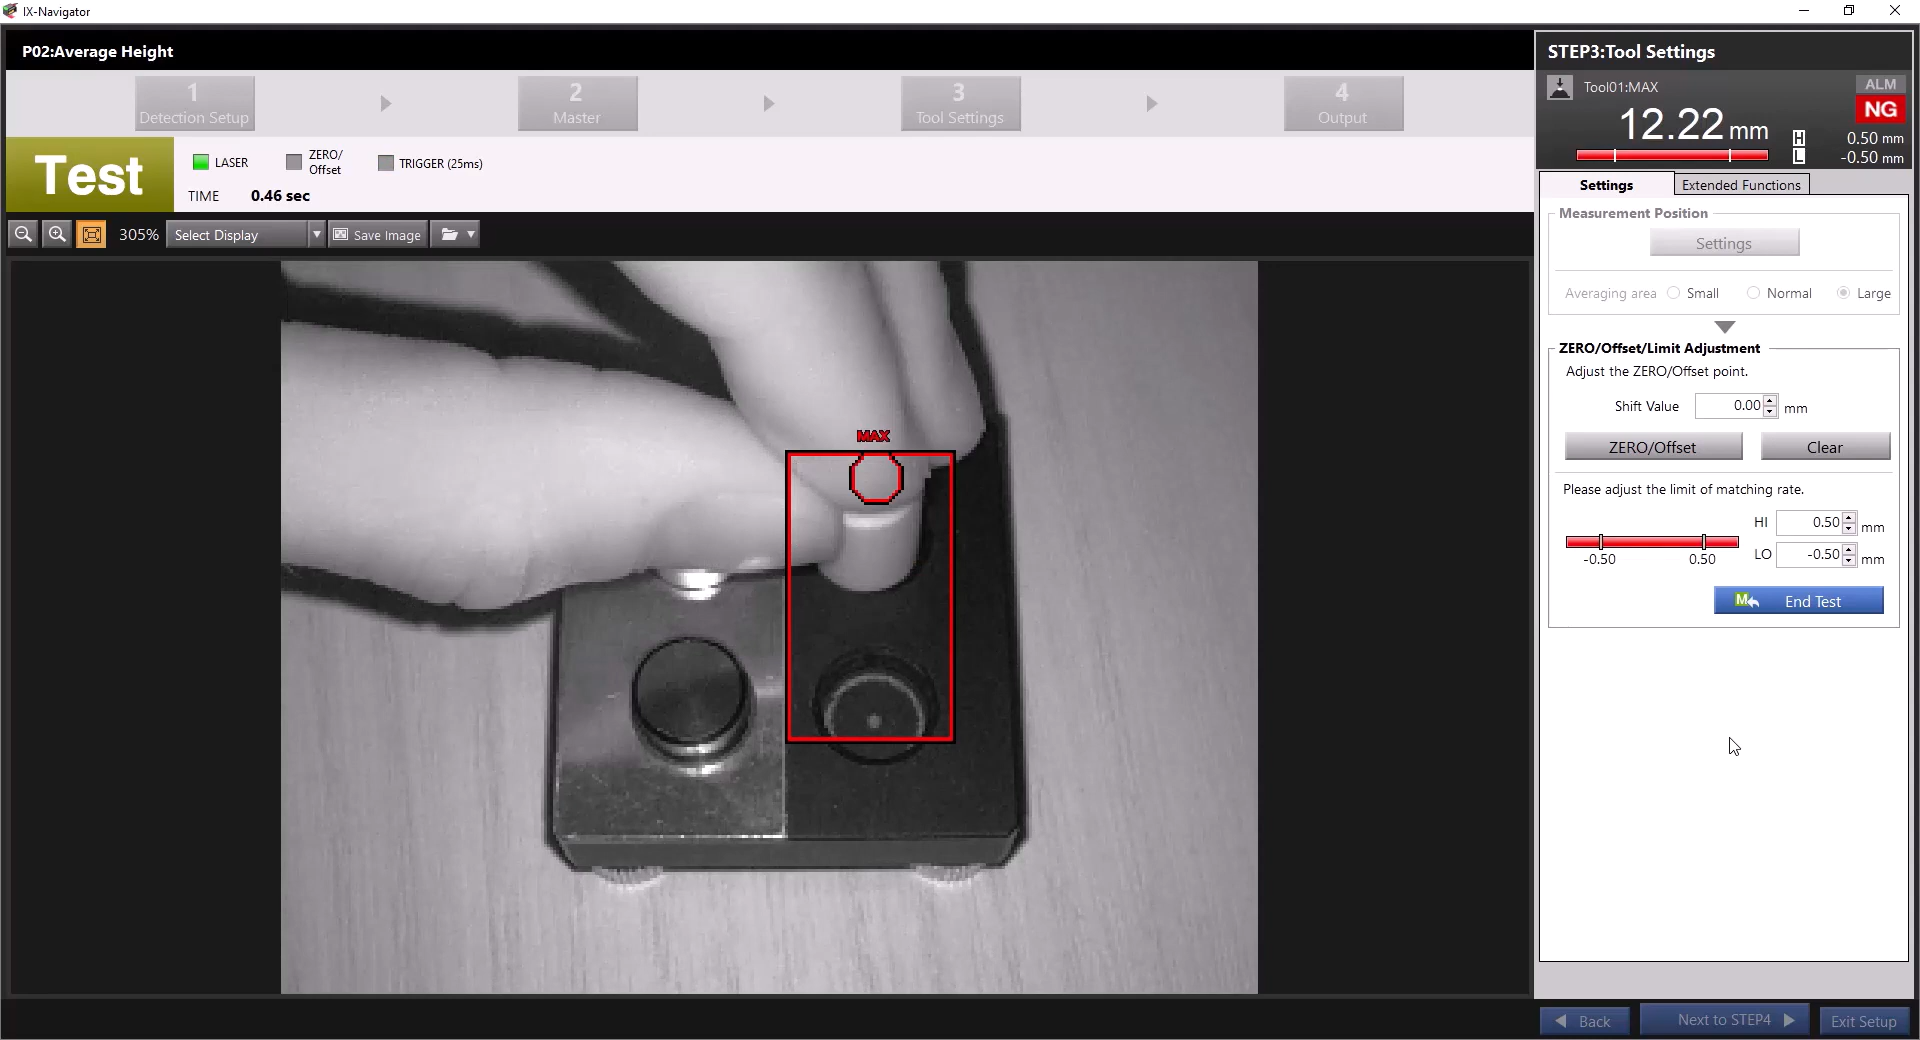 IX-Navigator
P02:Average Height
1
Detection Setup
2
Master
3
Tool Settings
4
Output
Test
LASER
ZERO/
Offset
TRIGGER (25ms)
TIME 0.46 sec
305%
Select Display
Save Image
MAX
STEP3:Tool Settings
Tool01:MAX
ALM
12.22 mm
NG
H 0.50 mm
L -0.50 mm
Settings
Extended Functions
Measurement Position
Settings
Averaging area Small Normal Large
ZERO/Offset/Limit Adjustment
Adjust the ZERO/Offset point.
Shift Value 0.00 mm
ZERO/Offset
Clear
Please adjust the limit of matching rate.
HI 0.50 mm
-0.50 0.50
LO -0.50 mm
M End Test
Back
Next to STEP4
Exit Setup